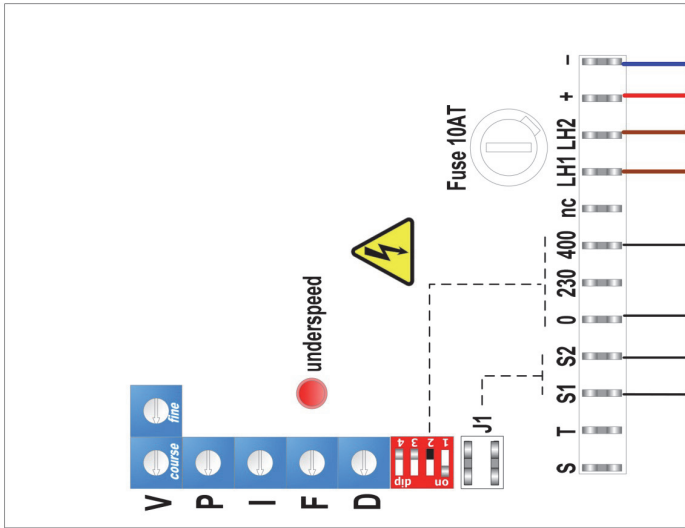 V
P
I
F
D
course
fine
underspeed
on
dip
1
2
3
4
J1
Fuse 10AT
–
+
LH2
LH1
nc
400
230
0
S2
S1
T
S